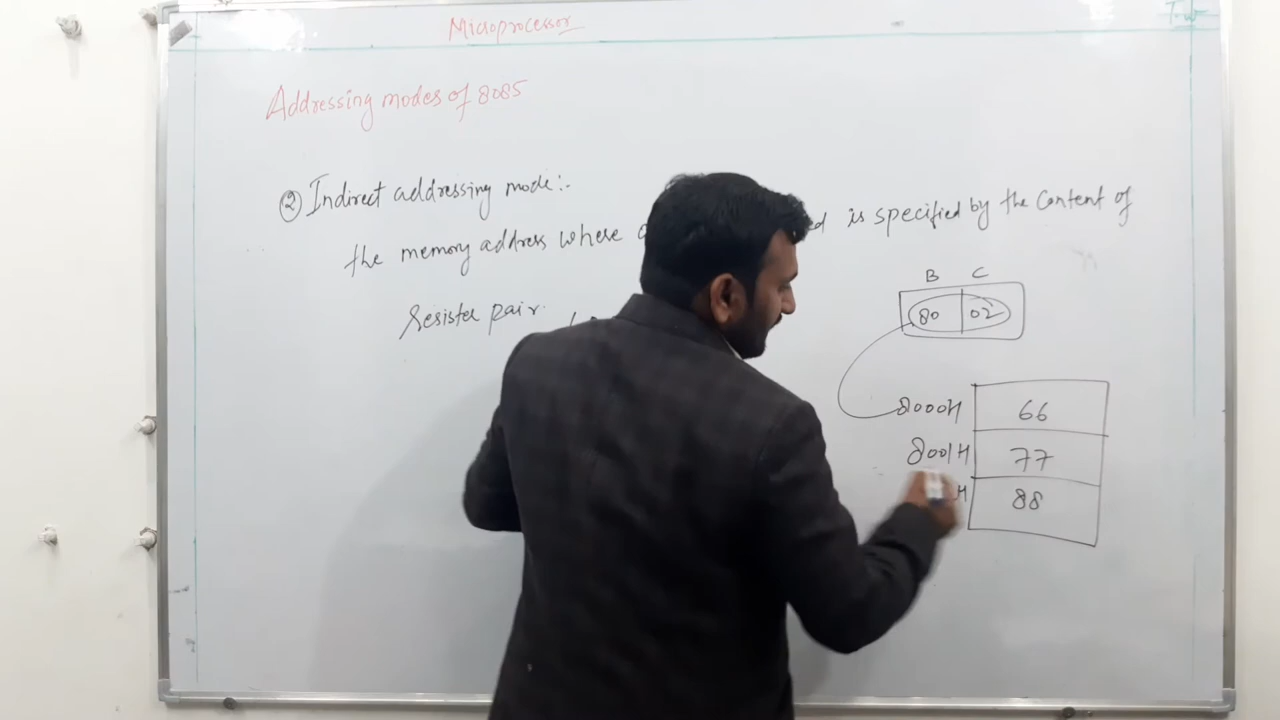 Microprocessor
Addressing modes of 8085
② Indirect addressing mode:-
the memory address where is specified by the Content of
resister pair.
B C
80 02
8000H 66
8001H 77
H 88